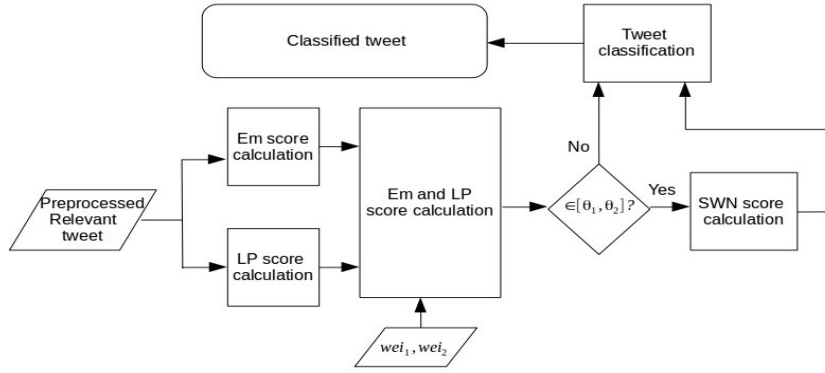 Classified tweet
Tweet
classification
Em score
calculation
No
Em and LP
score calculation
Preprocessed
Relevant
tweet
∈[θ₁,θ₂]?
Yes
SWN score
calculation
LP score
calculation
wei₁,wei₂